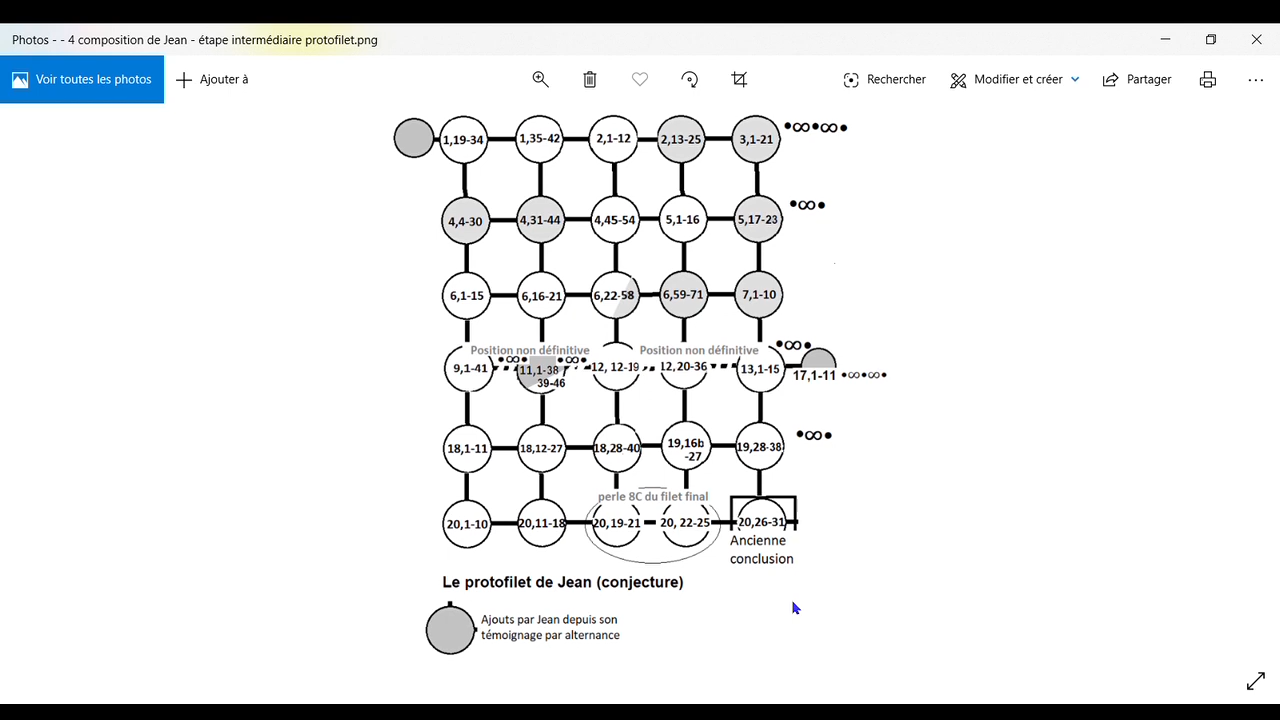 Photos - - 4 composition de Jean - étape intermédiaire protofilet.png
Voir toutes les photos
Ajouter à
Rechercher
Modifier et créer
Partager
1,19-34 1,35-42 2,1-12 2,13-25 3,1-21 •∞•∞•
4,4-30 4,31-44 4,45-54 5,1-16 5,17-23 •∞•
6,1-15 6,16-21 6,22-58 6,59-71 7,1-10
Position non définitive Position non définitive •∞•
•∞• •∞•
9,1-41 11,1-38 12, 12-19 12,20-36 13,1-15
39-46
17,1-11 •∞•∞•
18,1-11 18,12-27 18,28-40 19,16b 19,28-38 •∞•
-27
perle 8C du filet final
20,1-10 20,11-18 20,19-21 20, 22-25 20,26-31
Ancienne
conclusion
Le protofilet de Jean (conjecture)
Ajouts par Jean depuis son
témoignage par alternance